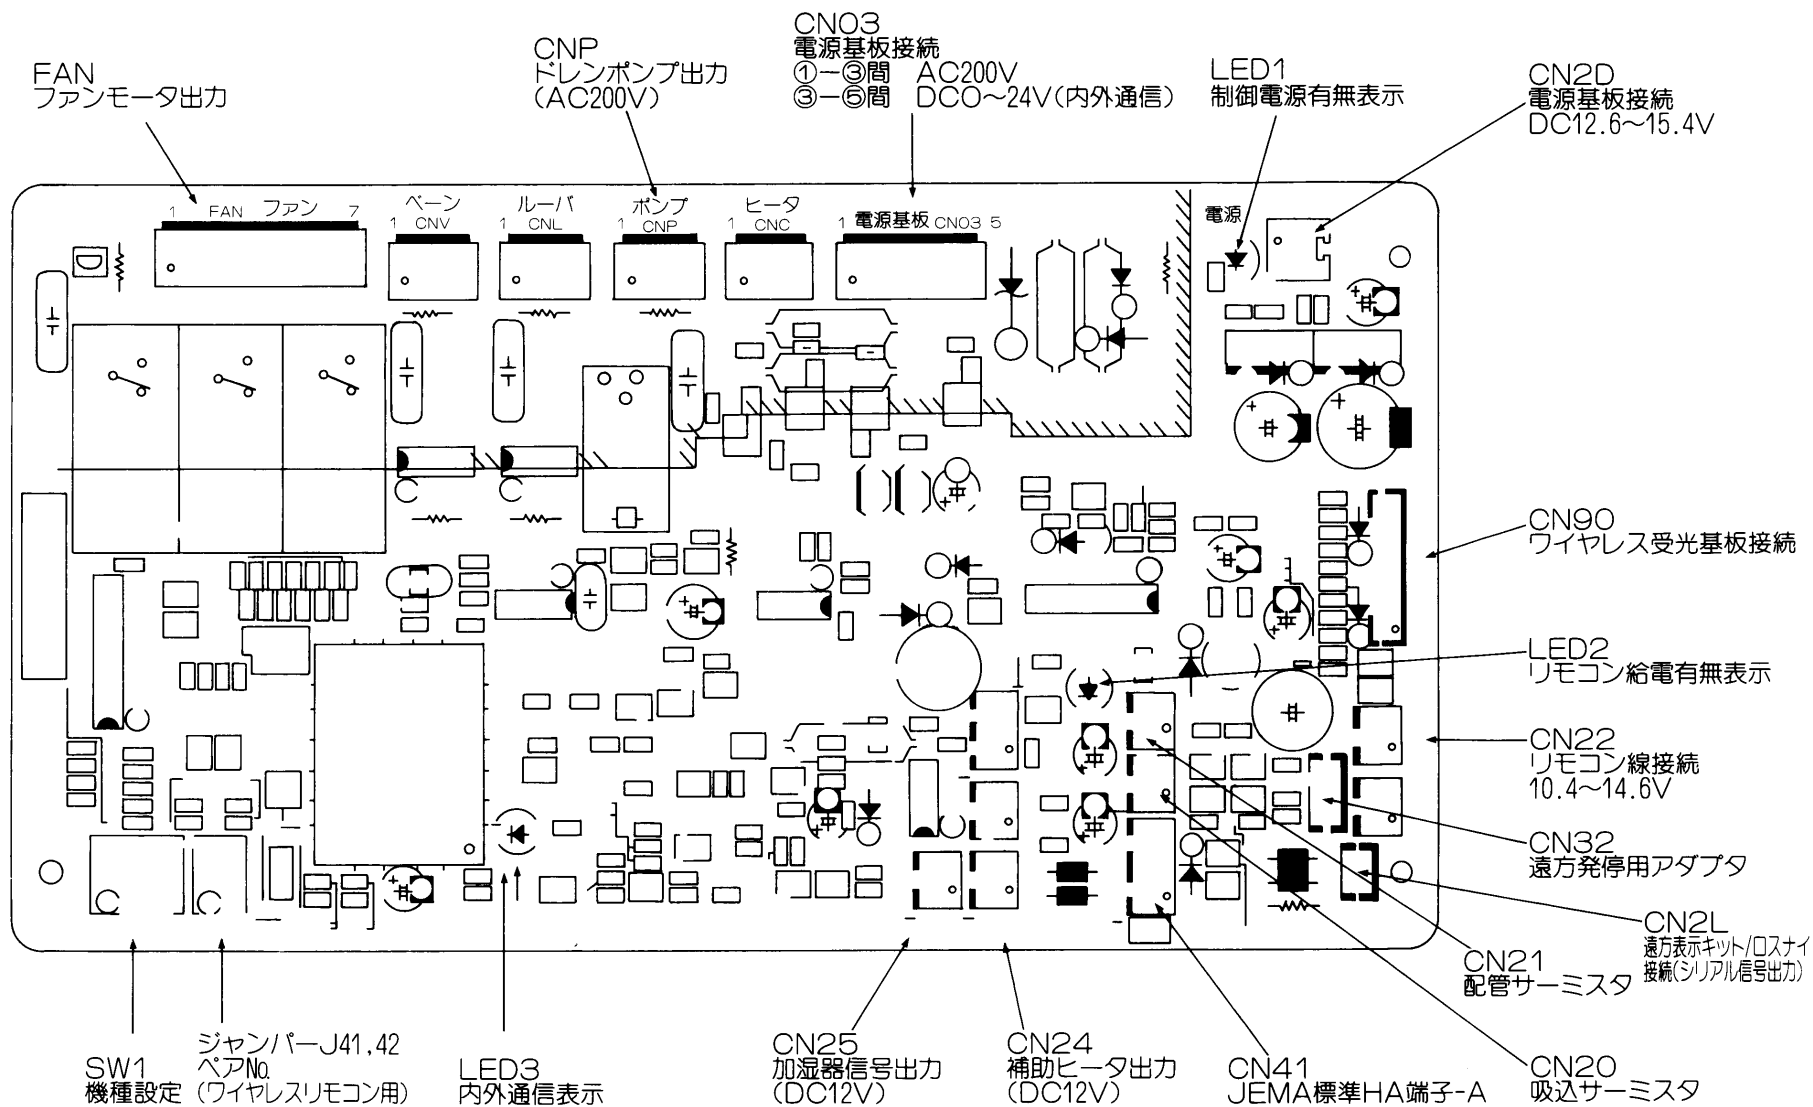 CN03
電源基板接続
①-③間 AC200V
③-⑤間 DC0~24V(内外通信)
CNP
ドレンポンプ出力
(AC200V)
FAN
ファンモータ出力
LED1
制御電源有無表示
CN2D
電源基板接続
DC12.6~15.4V
1 FAN ファン 7
ベーン
1 CNV
ルーバ
1 CNL
ポンプ
1 CNP
ヒータ
1 CNC
1 電源基板 CN03 5
電源
CN90
ワイヤレス受光基板接続
LED2
リモコン給電有無表示
CN22
リモコン線接続
10.4~14.6V
CN32
遠方発停用アダプタ
CN2L
遠方表示キット/ロスナイ
接続(シリアル信号出力)
CN21
配管サーミスタ
SW1
機種設定
ジャンパーJ41,42
ペアNo.
(ワイヤレスリモコン用)
LED3
内外通信表示
CN25
加湿器信号出力
(DC12V)
CN24
補助ヒータ出力
(DC12V)
CN41
JEMA標準HA端子-A
CN20
吸込サーミスタ